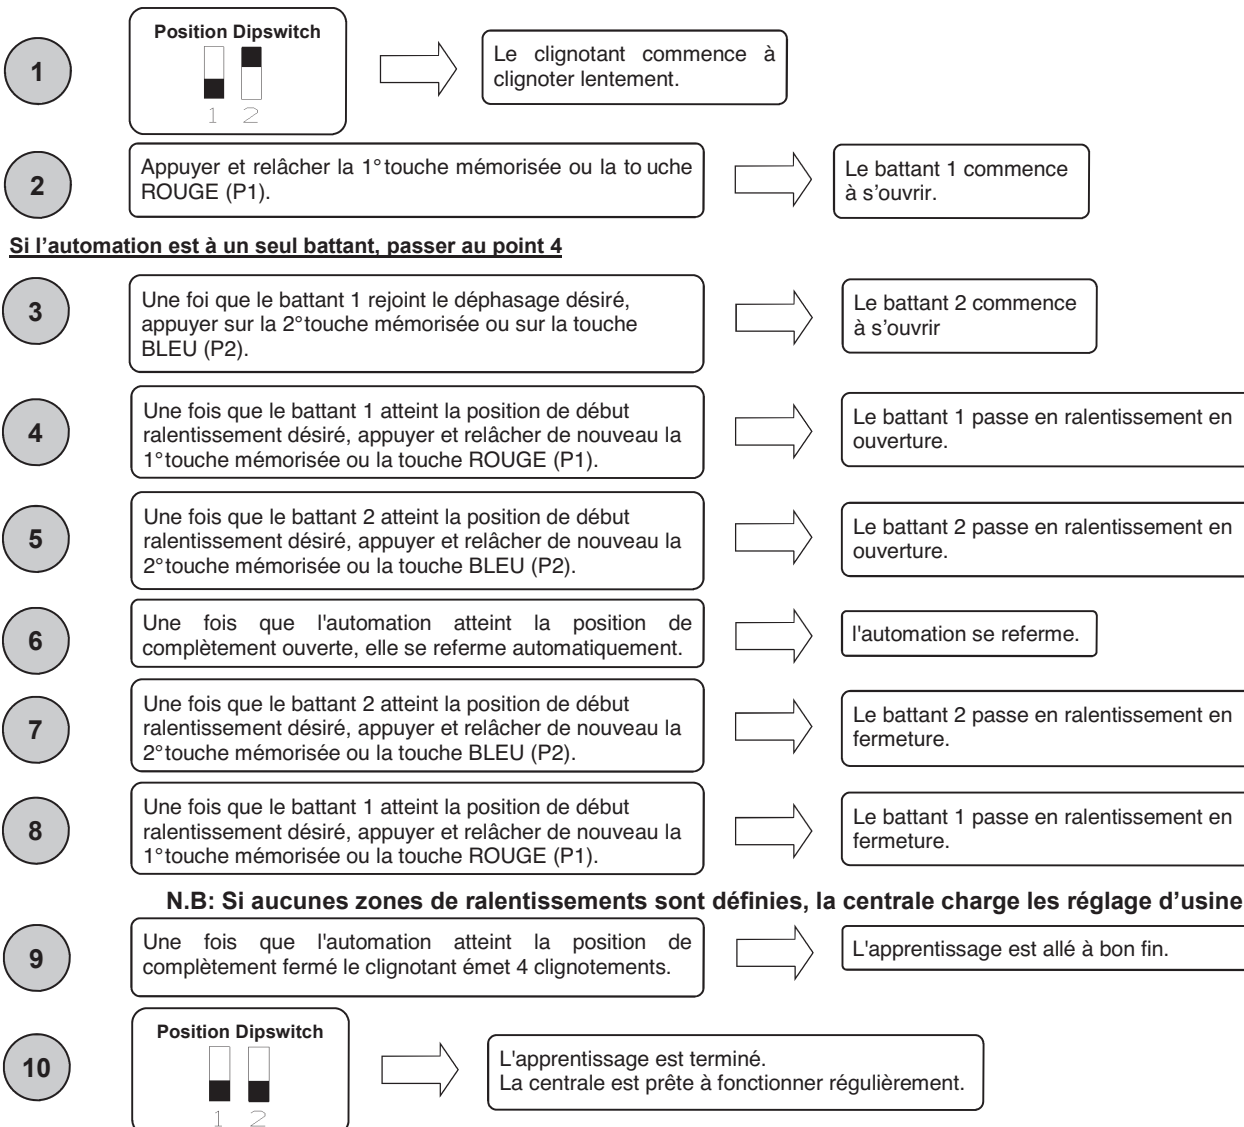 1
Position Dipswitch
1 2
Le clignotant commence à
clignoter lentement.
2
Appuyer et relâcher la 1° touche mémorisée ou la to uche
ROUGE (P1).
Le battant 1 commence
à s'ouvrir.
Si l'automation est à un seul battant, passer au point 4
3
Une foi que le battant 1 rejoint le déphasage désiré,
appuyer sur la 2° touche mémorisée ou sur la touche
BLEU (P2).
Le battant 2 commence
à s'ouvrir
4
Une fois que le battant 1 atteint la position de début
ralentissement désiré, appuyer et relâcher de nouveau la
1° touche mémorisée ou la touche ROUGE (P1).
Le battant 1 passe en ralentissement en
ouverture.
5
Une fois que le battant 2 atteint la position de début
ralentissement désiré, appuyer et relâcher de nouveau la
2° touche mémorisée ou la touche BLEU (P2).
Le battant 2 passe en ralentissement en
ouverture.
6
Une fois que l'automation atteint la position de
complètement ouverte, elle se referme automatiquement.
l'automation se referme.
7
Une fois que le battant 2 atteint la position de début
ralentissement désiré, appuyer et relâcher de nouveau la
2° touche mémorisée ou la touche BLEU (P2).
Le battant 2 passe en ralentissement en
fermeture.
8
Une fois que le battant 1 atteint la position de début
ralentissement désiré, appuyer et relâcher de nouveau la
1° touche mémorisée ou la touche ROUGE (P1).
Le battant 1 passe en ralentissement en
fermeture.
N.B: Si aucunes zones de ralentissements sont définies, la centrale charge les réglage d'usine
9
Une fois que l'automation atteint la position de
complètement fermé le clignotant émet 4 clignotements.
L'apprentissage est allé à bon fin.
10
Position Dipswitch
1 2
L'apprentissage est terminé.
La centrale est prête à fonctionner régulièrement.